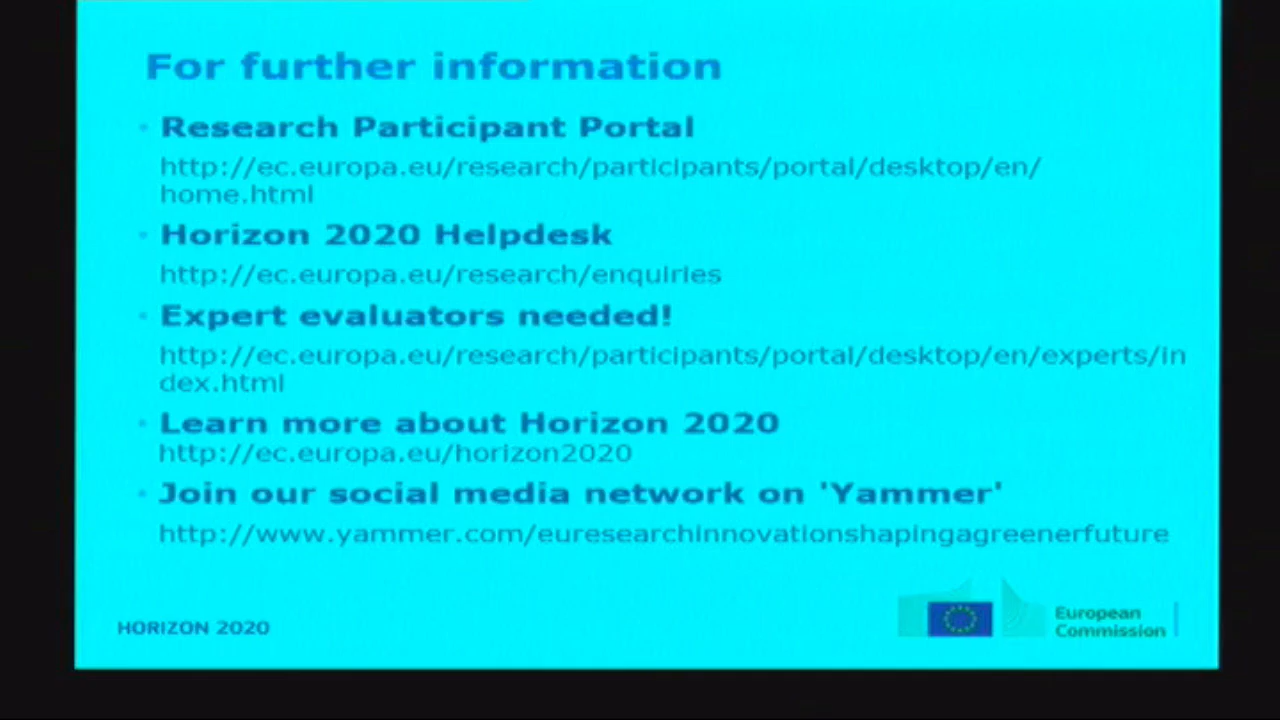 For further information
• Research Participant Portal
http://ec.europa.eu/research/participants/portal/desktop/en/
home.html
• Horizon 2020 Helpdesk
http://ec.europa.eu/research/enquiries
• Expert evaluators needed!
http://ec.europa.eu/research/participants/portal/desktop/en/experts/in
dex.html
• Learn more about Horizon 2020
http://ec.europa.eu/horizon2020
• Join our social media network on 'Yammer'
http://www.yammer.com/euresearchinnovationshapingagreenerfuture
HORIZON 2020
European
Commission